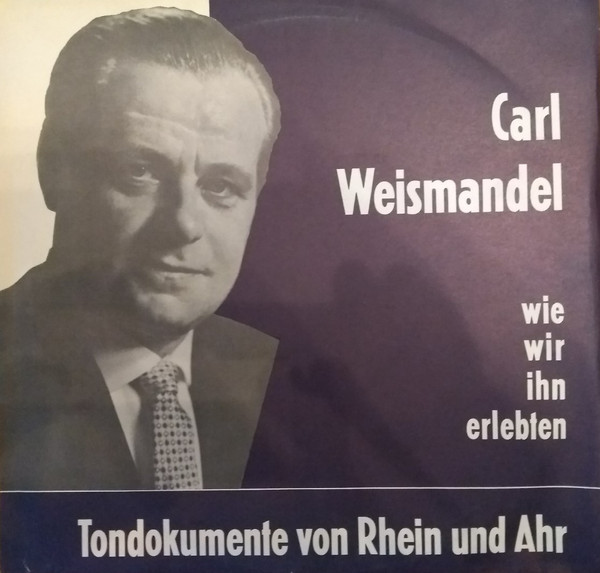 Carl
Weismandel
wie
wir
ihn
erlebten
Tondokumente von Rhein und Ahr